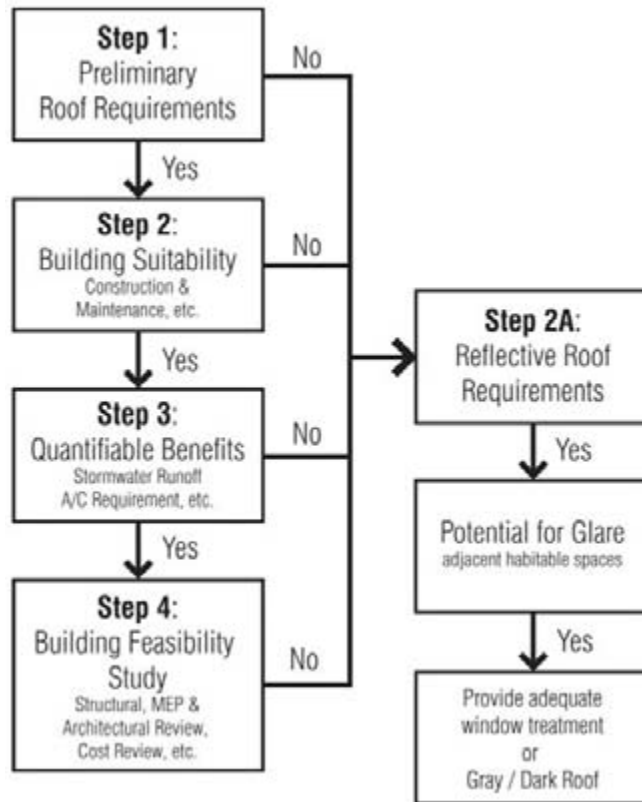 Step 1:
Preliminary
Roof Requirements
No
Yes
Step 2:
Building Suitability
Construction &
Maintenance, etc.
No
Yes
Step 3:
Quantifiable Benefits
Stormwater Runoff
A/C Requirement, etc.
No
Yes
Step 4:
Building Feasibility
Study
Structural, MEP &
Architectural Review,
Cost Review, etc.
No
Step 2A:
Reflective Roof
Requirements
Yes
Potential for Glare
adjacent habitable spaces
Yes
Provide adequate
window treatment
or
Gray / Dark Roof